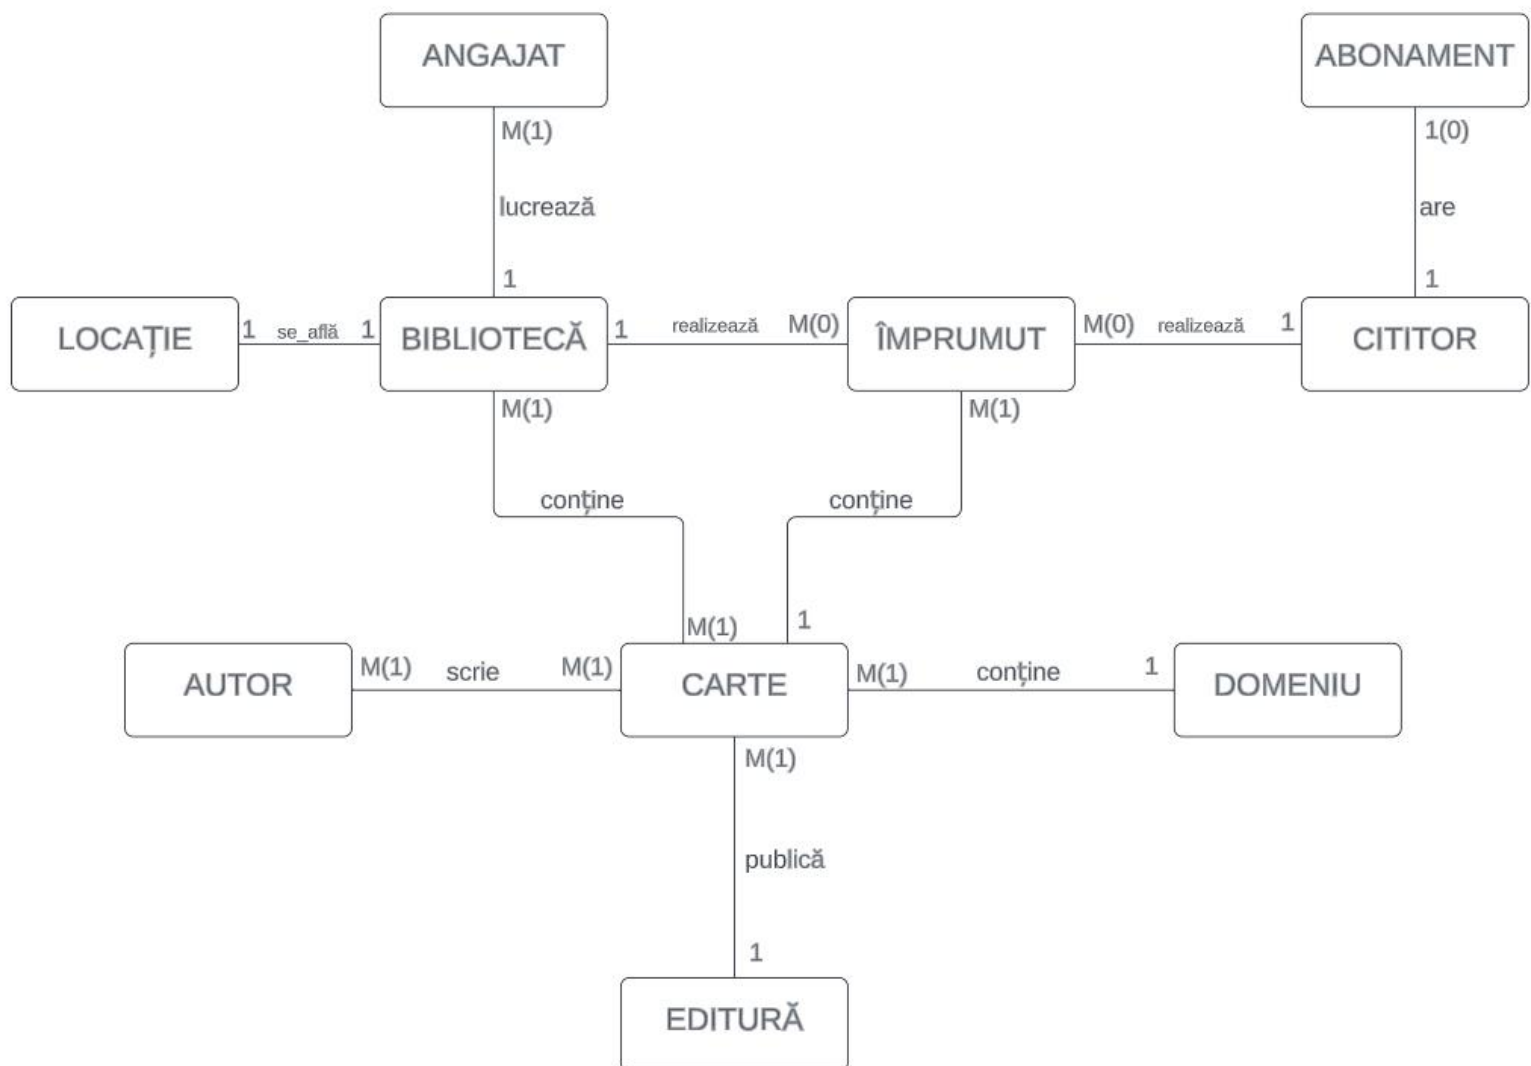 ANGAJAT
ABONAMENT
M(1)
1(0)
lucrează
are
1
1
LOCAȚIE
1
se_află
1
BIBLIOTECĂ
1
realizează
M(0)
ÎMPRUMUT
M(0)
realizează
1
CITITOR
M(1)
M(1)
conține
conține
M(1)
1
AUTOR
M(1)
scrie
M(1)
CARTE
M(1)
conține
1
DOMENIU
M(1)
publică
1
EDITURĂ